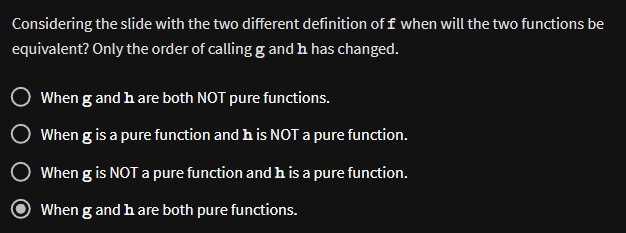 Considering the slide with the two different definition of f when will the two functions be
equivalent? Only the order of calling g and h has changed.
When g and h are both NOT pure functions.
When g is a pure function and h is NOT a pure function.
When g is NOT a pure function and h is a pure function.
When g and h are both pure functions.